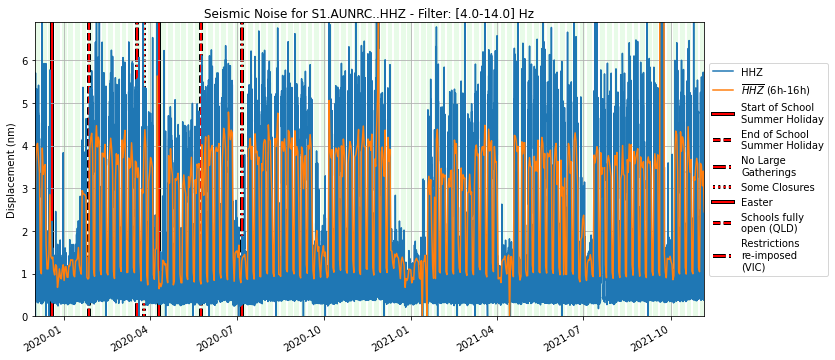 Seismic Noise for S1.AUNRC..HHZ - Filter: [4.0-14.0] Hz
Displacement (nm)
6
5
4
3
2
1
0
2020-01
2020-04
2020-07
2020-10
2021-01
2021-04
2021-07
2021-10
HHZ
HHZ (6h-16h)
Start of School
Summer Holiday
End of School
Summer Holiday
No Large
Gatherings
Some Closures
Easter
Schools fully
open (QLD)
Restrictions
re-imposed
(VIC)